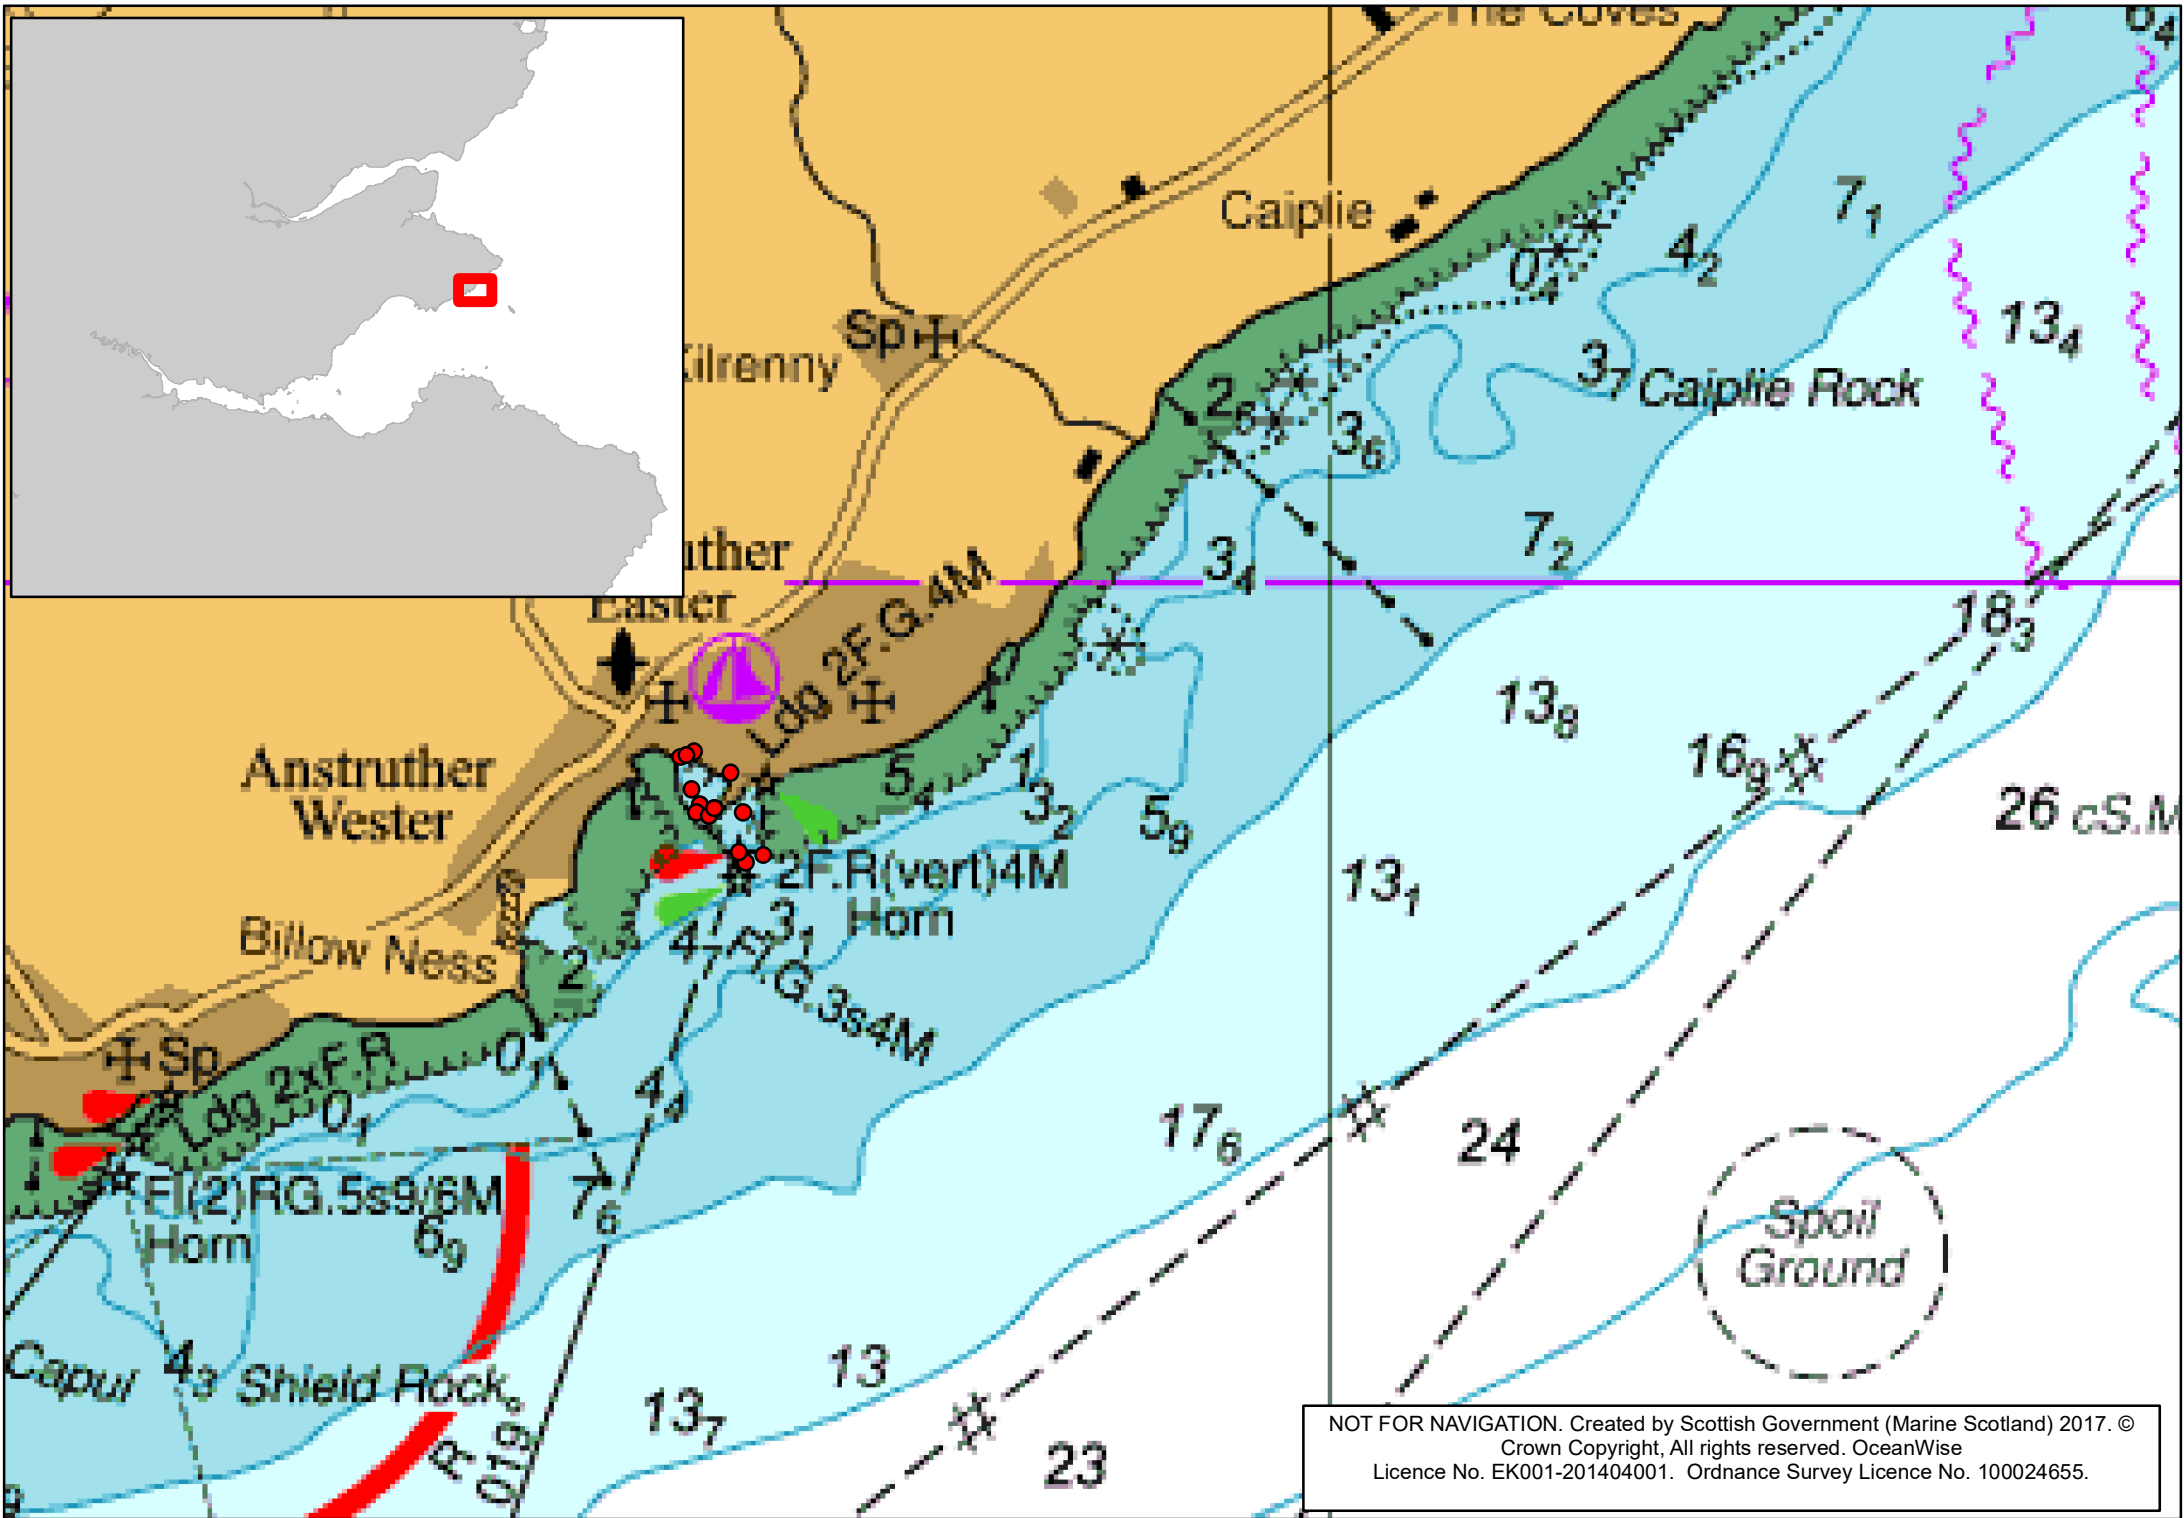 The Coves
6₄
7₁
Caiplie
4₂
0₄
13₄
Sp
Kilrenny
3₇ Caiplie Rock
2₆
3₆
7₂
uther
Easter
3₄
Ldg 2F.G.4M
18₃
13₈
16₉
Anstruther
Wester
5₄
1
3₂
5₉
26 cS.M
2F.R(vert)4M
Horn
13₁
Billow Ness
4₇
3₁
Fl.G.3s4M
2
Sp
Ldg 2xF.R
0₁
0₁
4₄
17₆
24
Fl(2)RG.5s9/6M
Horn
6₉
7₆
Spoil
Ground
Capul
4₃ Shield Rock
13
13₇
R
019°
23
NOT FOR NAVIGATION. Created by Scottish Government (Marine Scotland) 2017. ©
Crown Copyright, All rights reserved. OceanWise
Licence No. EK001-201404001. Ordnance Survey Licence No. 100024655.